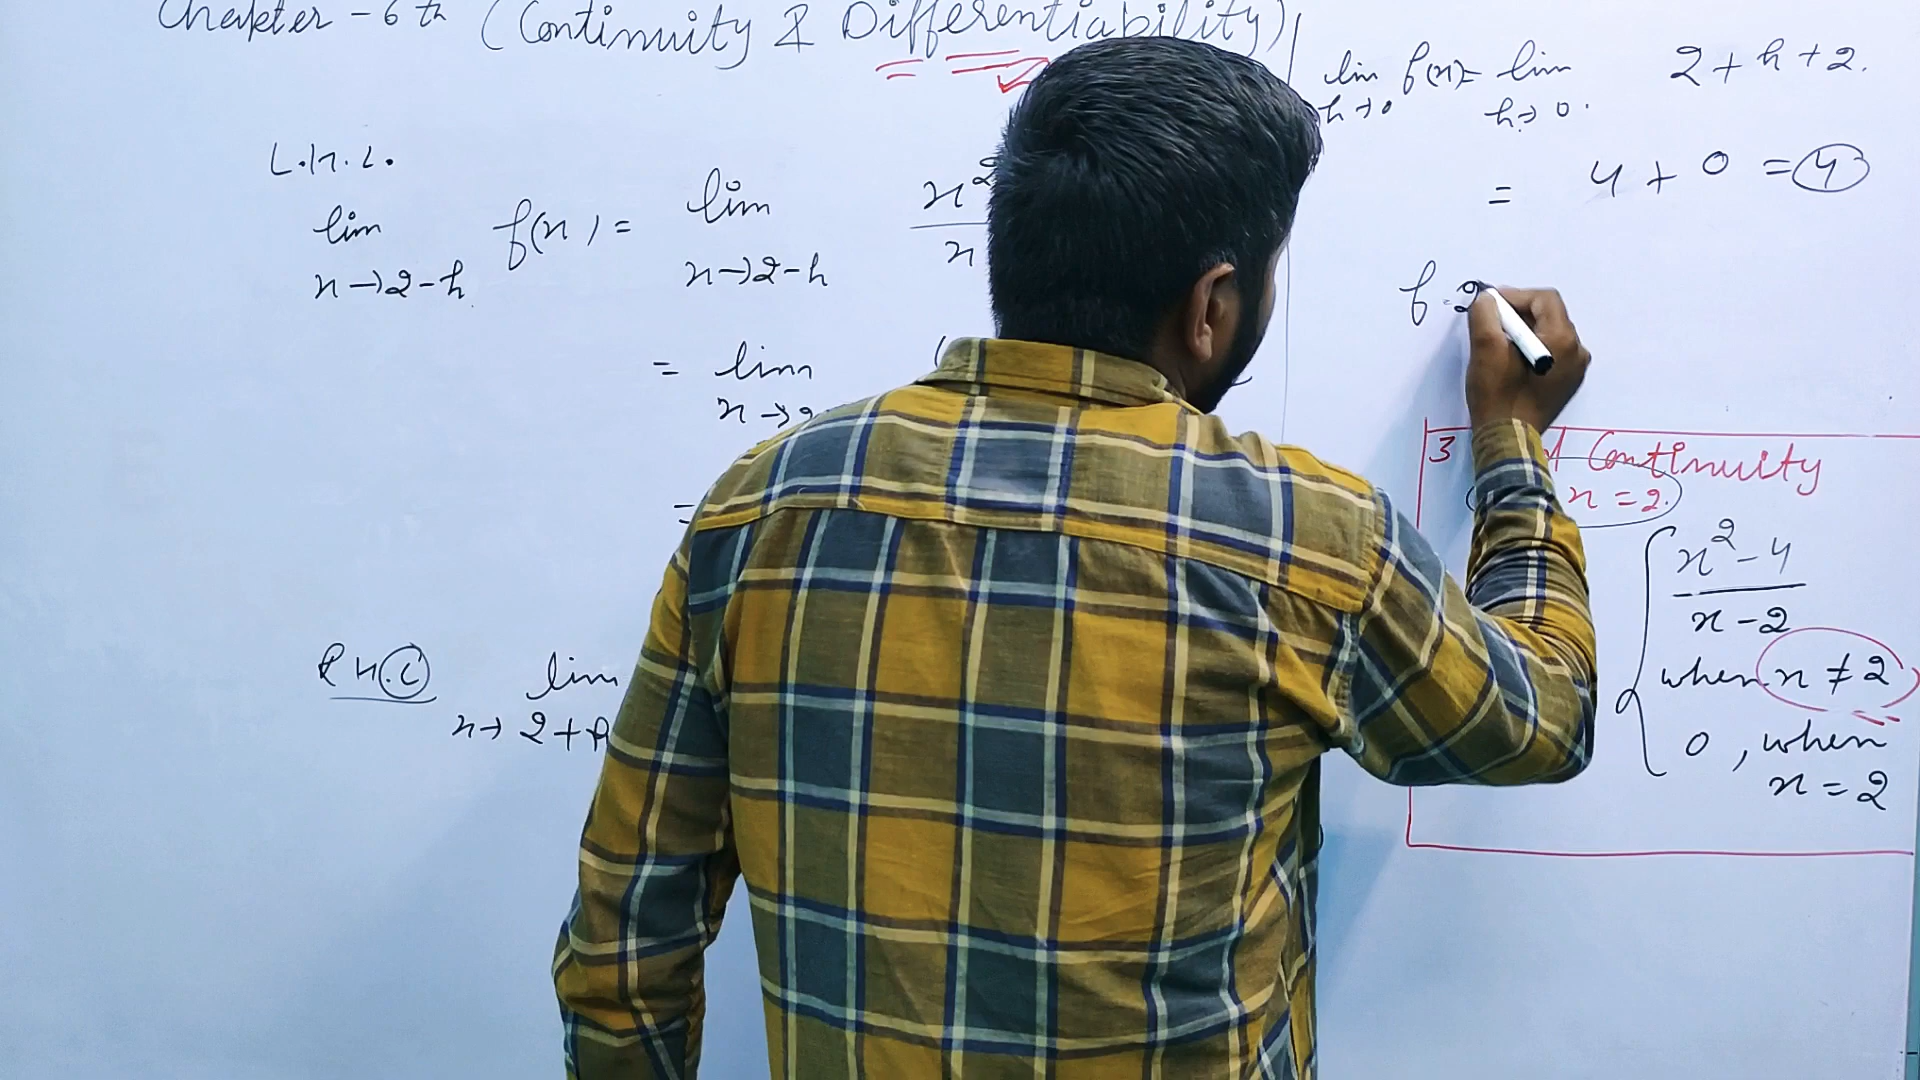 Chapter - 6th (Continuity & Differentiability)
L.H.L.
lim f(x) = lim x²
x→2-h x→2-h x
= lim (
x→2
=
R H.L lim
x→ 2+h
lim f(x)= lim 2+h+2.
h→0 h→0.
= 4 + 0 = 4
f 2
3 Continuity
x = 2.
x² - 4
x - 2
when x ≠ 2
0, when
x = 2